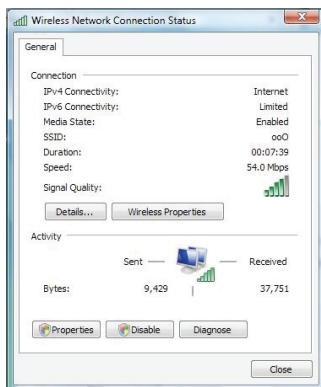 Wireless Network Connection Status
General
Connection
IPv4 Connectivity: Internet
IPv6 Connectivity: Limited
Media State: Enabled
SSID: ooO
Duration: 00:07:39
Speed: 54.0 Mbps
Signal Quality:
Details... Wireless Properties
Activity
Sent Received
Bytes: 9,429 37,751
Properties Disable Diagnose
Close